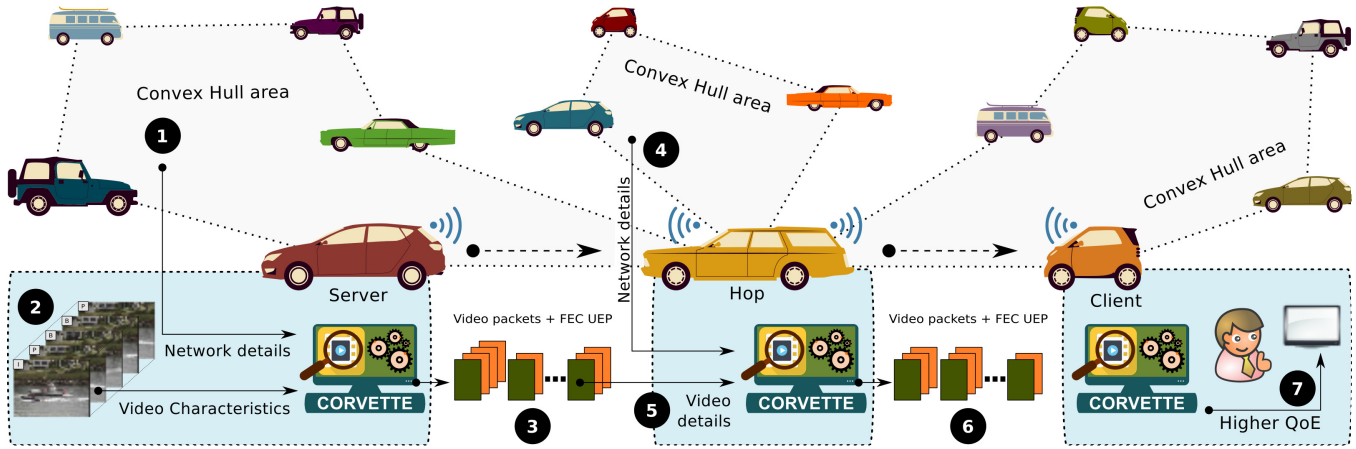 Convex Hull area
Convex Hull area
Convex Hull area
1
4
Network details
Server
Hop
Client
2
P
B
B
P
I
Network details
Video Characteristics
CORVETTE
Video packets + FEC UEP
3
5
Video
details
CORVETTE
Video packets + FEC UEP
6
CORVETTE
7
Higher QoE